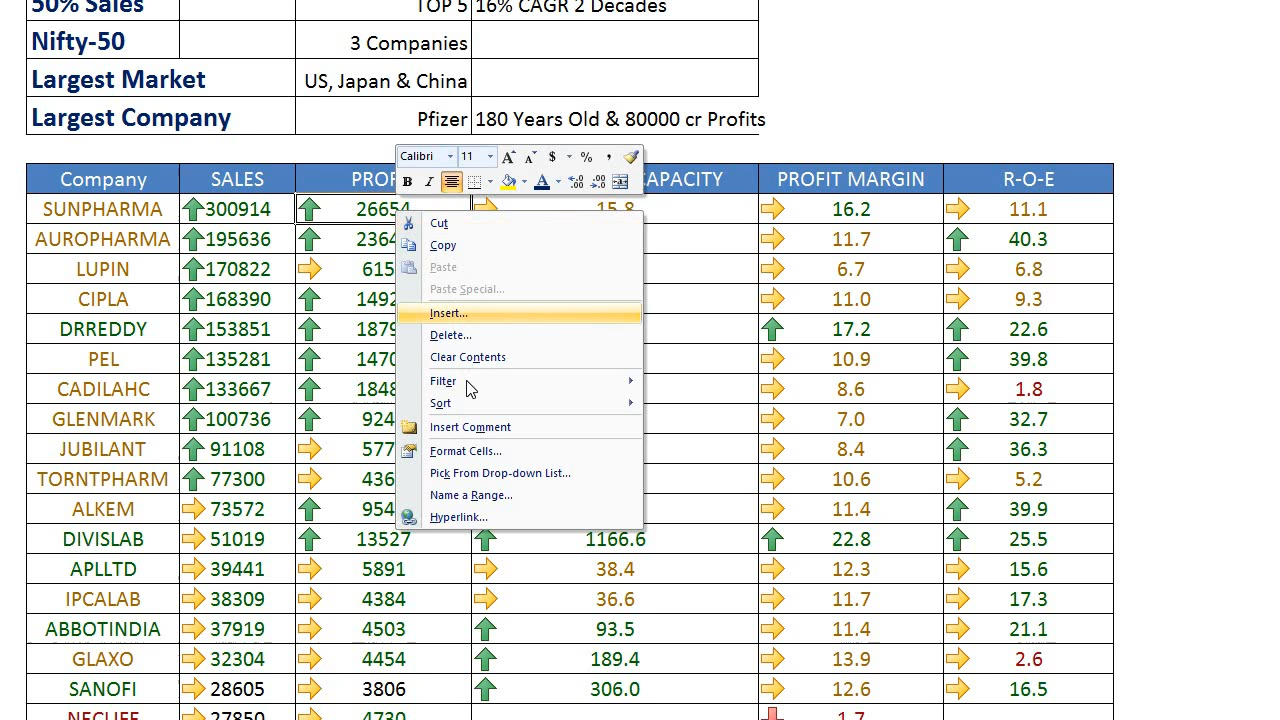 50% Sales TOP 5 16% CAGR 2 Decades
Nifty-50 3 Companies
Largest Market US, Japan & China
Largest Company Pfizer 180 Years Old & 80000 cr Profits
Calibri 11 A A $ % ,
B I A
Company SALES PROF CAPACITY PROFIT MARGIN R-O-E
SUNPHARMA 300914 26654 15.8 16.2 11.1
AUROPHARMA 195636 2364 11.7 40.3
LUPIN 170822 615 6.7 6.8
CIPLA 168390 1492 11.0 9.3
DRREDDY 153851 1879 17.2 22.6
PEL 135281 1470 10.9 39.8
CADILAHC 133667 1848 8.6 1.8
GLENMARK 100736 924 7.0 32.7
JUBILANT 91108 577 8.4 36.3
TORNTPHARM 77300 436 10.6 5.2
ALKEM 73572 954 11.4 39.9
DIVISLAB 51019 13527 1166.6 22.8 25.5
APLLTD 39441 5891 38.4 12.3 15.6
IPCALAB 38309 4384 36.6 11.7 17.3
ABBOTINDIA 37919 4503 93.5 11.4 21.1
GLAXO 32304 4454 189.4 13.9 2.6
SANOFI 28605 3806 306.0 12.6 16.5
27850 4730 1.7
Cut
Copy
Paste
Paste Special...
Insert...
Delete...
Clear Contents
Filter
Sort
Insert Comment
Format Cells...
Pick From Drop-down List...
Name a Range...
Hyperlink...